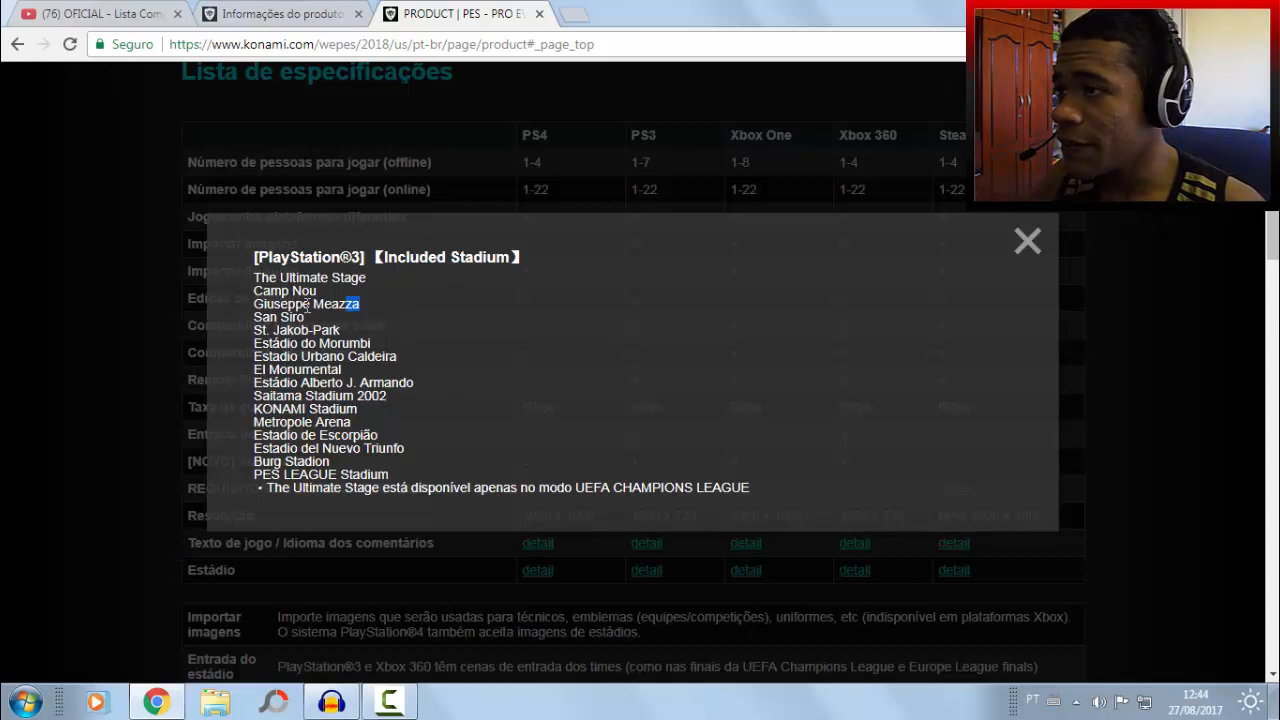 (76) OFICIAL - Lista Com
Informações do produto
PRODUCT | PES - PRO E
Seguro
https://www.konami.com/wepes/2018/us/pt-br/page/product#_page_top
Lista de especificações
PS4 PS3 Xbox One Xbox 360 Stea
Número de pessoas para jogar (offline) 1-4 1-7 1-8 1-4 1-4
Número de pessoas para jogar (online) 1-22 1-22 1-22 1-22 1-22
[PlayStation®3] 【Included Stadium】
The Ultimate Stage
Camp Nou
Giuseppe Meazza
San Siro
St. Jakob-Park
Estádio do Morumbi
Estadio Urbano Caldeira
El Monumental
Estádio Alberto J. Armando
Saitama Stadium 2002
KONAMI Stadium
Metropole Arena
Estadio de Escorpião
Estadio del Nuevo Triunfo
Burg Stadion
PES LEAGUE Stadium
・The Ultimate Stage está disponível apenas no modo UEFA CHAMPIONS LEAGUE
Resolução
Texto de jogo / Idioma dos comentários detail detail detail detail detail
Estádio detail detail detail detail detail
Importar imagens que
Importar
imagens
Importe imagens que serão usadas para técnicos, emblemas (equipes/competições), uniformes, etc (indisponível em plataformas Xbox).
O sistema PlayStation®4 também aceita imagens de estádios.
Entrada do
estádio
PlayStation®3 e Xbox 360 têm cenas de entrada dos times (como nas finais da UEFA Champions League e Europe League finals)
PT
12:44
27/08/2017